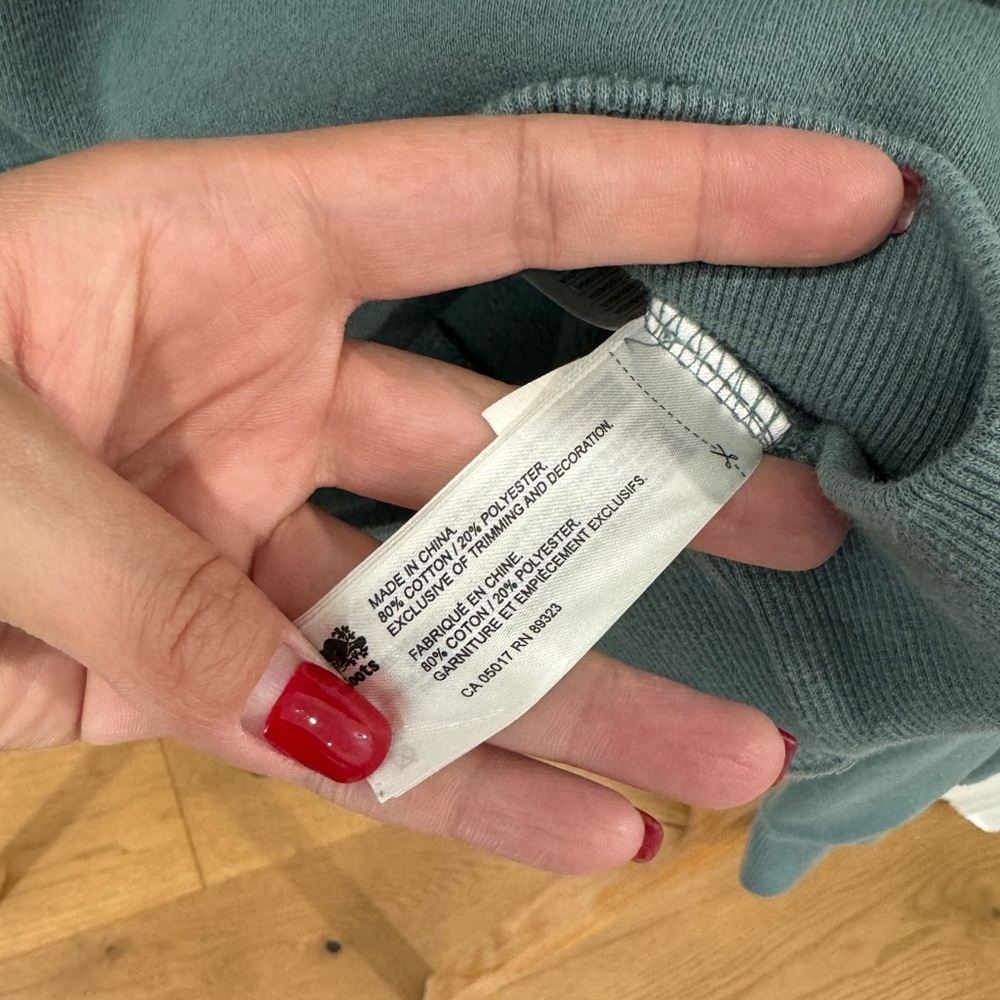 MADE IN CHINA.
80% COTTON / 20% POLYESTER.
EXCLUSIVE OF TRIMMING AND DECORATION.
FABRIQUÉ EN CHINE.
80% COTON / 20% POLYESTER.
GARNITURE ET EMPIÈCEMENT EXCLUSIFS.
CA 05017 RN 89323
oots